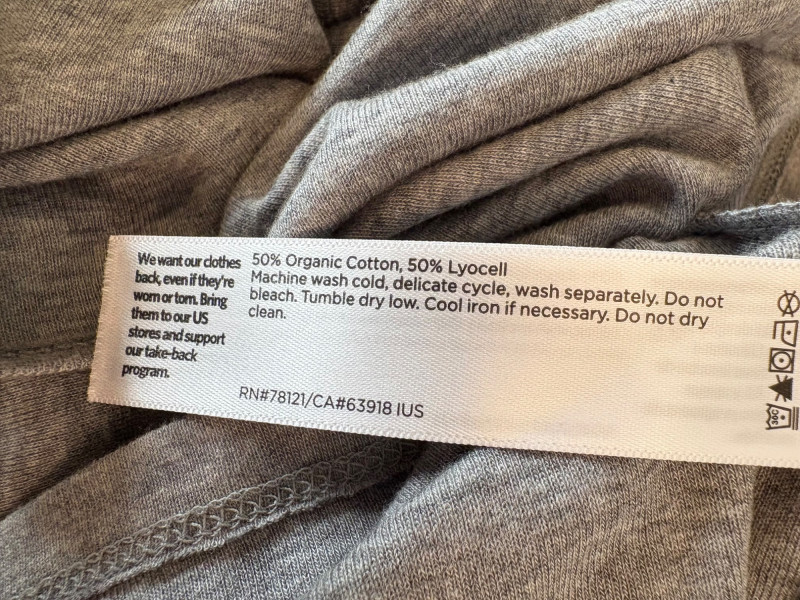 We want our clothes
back, even if they're
worn or torn. Bring
them to our US
stores and support
our take-back
program.
50% Organic Cotton, 50% Lyocell
Machine wash cold, delicate cycle, wash separately. Do not
bleach. Tumble dry low. Cool iron if necessary. Do not dry
clean.
RN#78121/CA#63918 IUS
30C